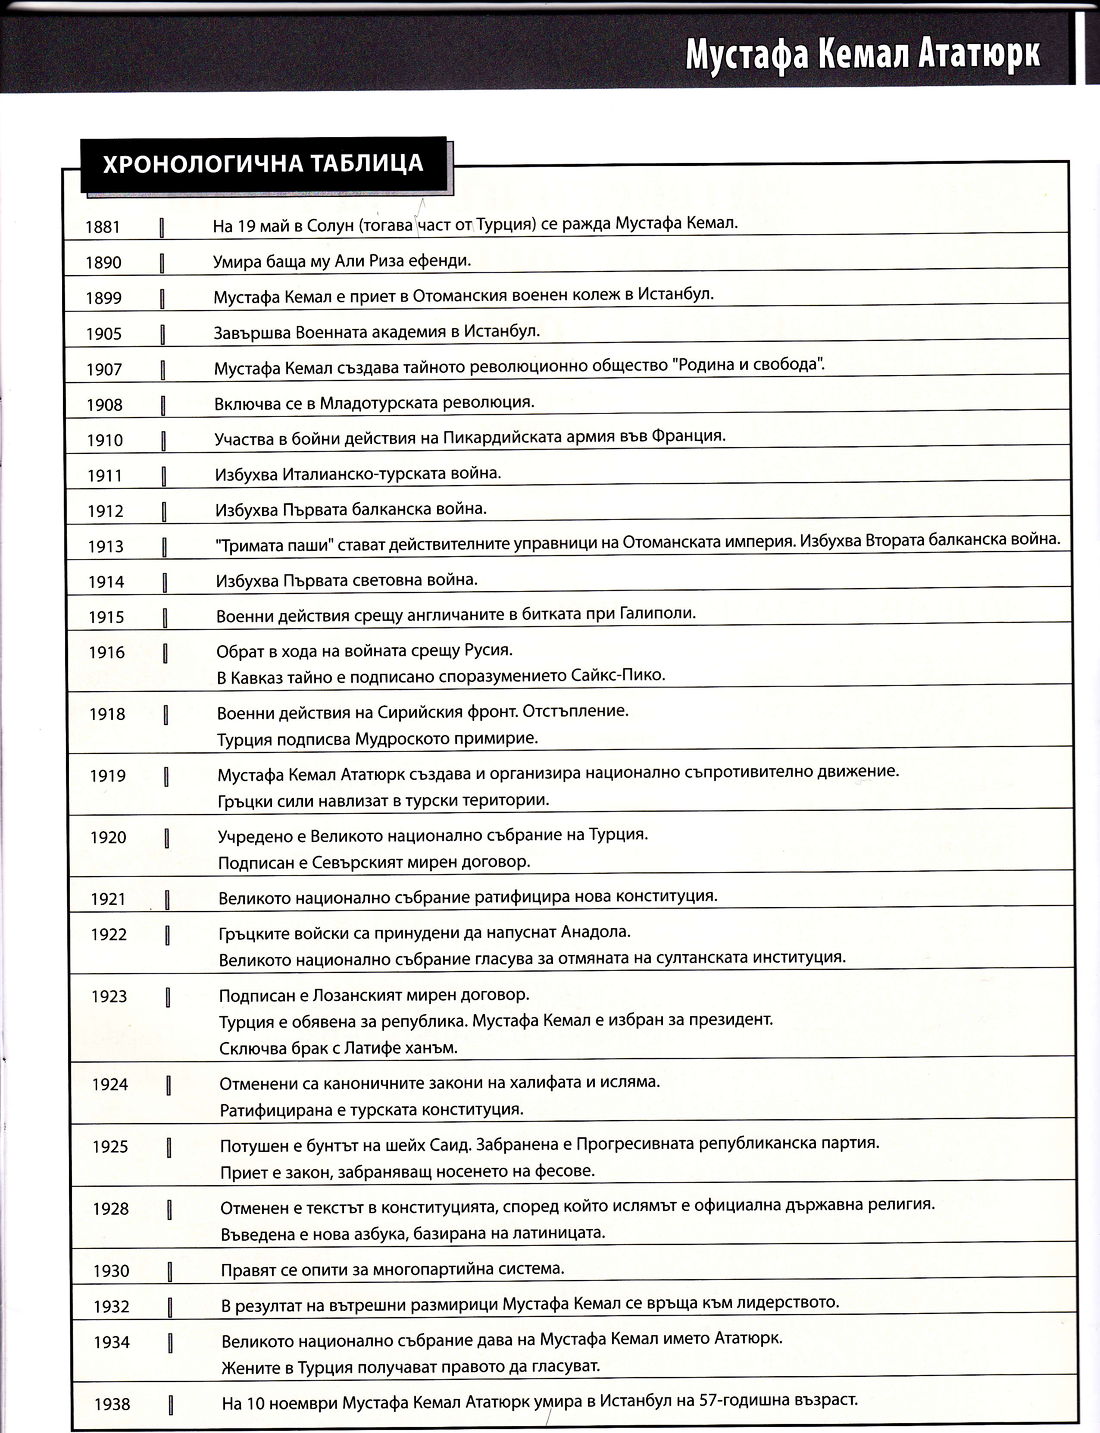 Мустафа Кемал Ататюрк
ХРОНОЛОГИЧНА ТАБЛИЦА
1881 На 19 май в Солун (тогава част от Турция) се ражда Мустафа Кемал.
1890 Умира баща му Али Риза ефенди.
1899 Мустафа Кемал е приет в Отоманския военен колеж в Истанбул.
1905 Завършва Военната академия в Истанбул.
1907 Мустафа Кемал създава тайното революционно общество "Родина и свобода".
1908 Включва се в Младотурската революция.
1910 Участва в бойни действия на Пикардийската армия във Франция.
1911 Избухва Италианско-турската война.
1912 Избухва Първата балканска война.
1913 "Тримата паши" стават действителните управници на Отоманската империя. Избухва Втората балканска война.
1914 Избухва Първата световна война.
1915 Военни действия срещу англичаните в битката при Галиполи.
1916 Обрат в хода на войната срещу Русия.
В Кавказ тайно е подписано споразумението Сайкс-Пико.
1918 Военни действия на Сирийския фронт. Отстъпление.
Турция подписва Мудроското примирие.
1919 Мустафа Кемал Ататюрк създава и организира национално съпротивително движение.
Гръцки сили навлизат в турски територии.
1920 Учредено е Великото национално събрание на Турция.
Подписан е Севърският мирен договор.
1921 Великото национално събрание ратифицира нова конституция.
1922 Гръцките войски са принудени да напуснат Анадола.
Великото национално събрание гласува за отмяната на султанската институция.
1923 Подписан е Лозанският мирен договор.
Турция е обявена за република. Мустафа Кемал е избран за президент.
Сключва брак с Латифе ханъм.
1924 Отменени са каноничните закони на халифата и исляма.
Ратифицирана е турската конституция.
1925 Потушен е бунтът на шейх Саид. Забранена е Прогресивната републиканска партия.
Приет е закон, забраняващ носенето на фесове.
1928 Отменен е текстът в конституцията, според който ислямът е официална държавна религия.
Въведена е нова азбука, базирана на латиницата.
1930 Правят се опити за многопартийна система.
1932 В резултат на вътрешни размирици Мустафа Кемал се връща към лидерството.
1934 Великото национално събрание дава на Мустафа Кемал името Ататюрк.
Жените в Турция получават правото да гласуват.
1938 На 10 ноември Мустафа Кемал Ататюрк умира в Истанбул на 57-годишна възраст.